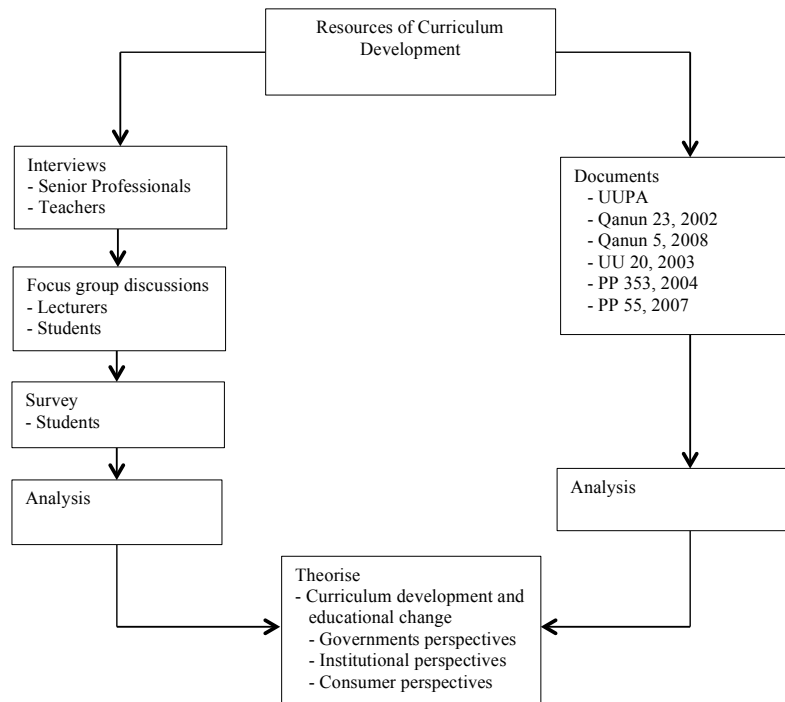 Resources of Curriculum
Development
Interviews
- Senior Professionals
- Teachers
Focus group discussions
- Lecturers
- Students
Survey
- Students
Analysis
Documents
- UUPA
- Qanun 23, 2002
- Qanun 5, 2008
- UU 20, 2003
- PP 353, 2004
- PP 55, 2007
Analysis
Theorise
- Curriculum development and
educational change
- Governments perspectives
- Institutional perspectives
- Consumer perspectives